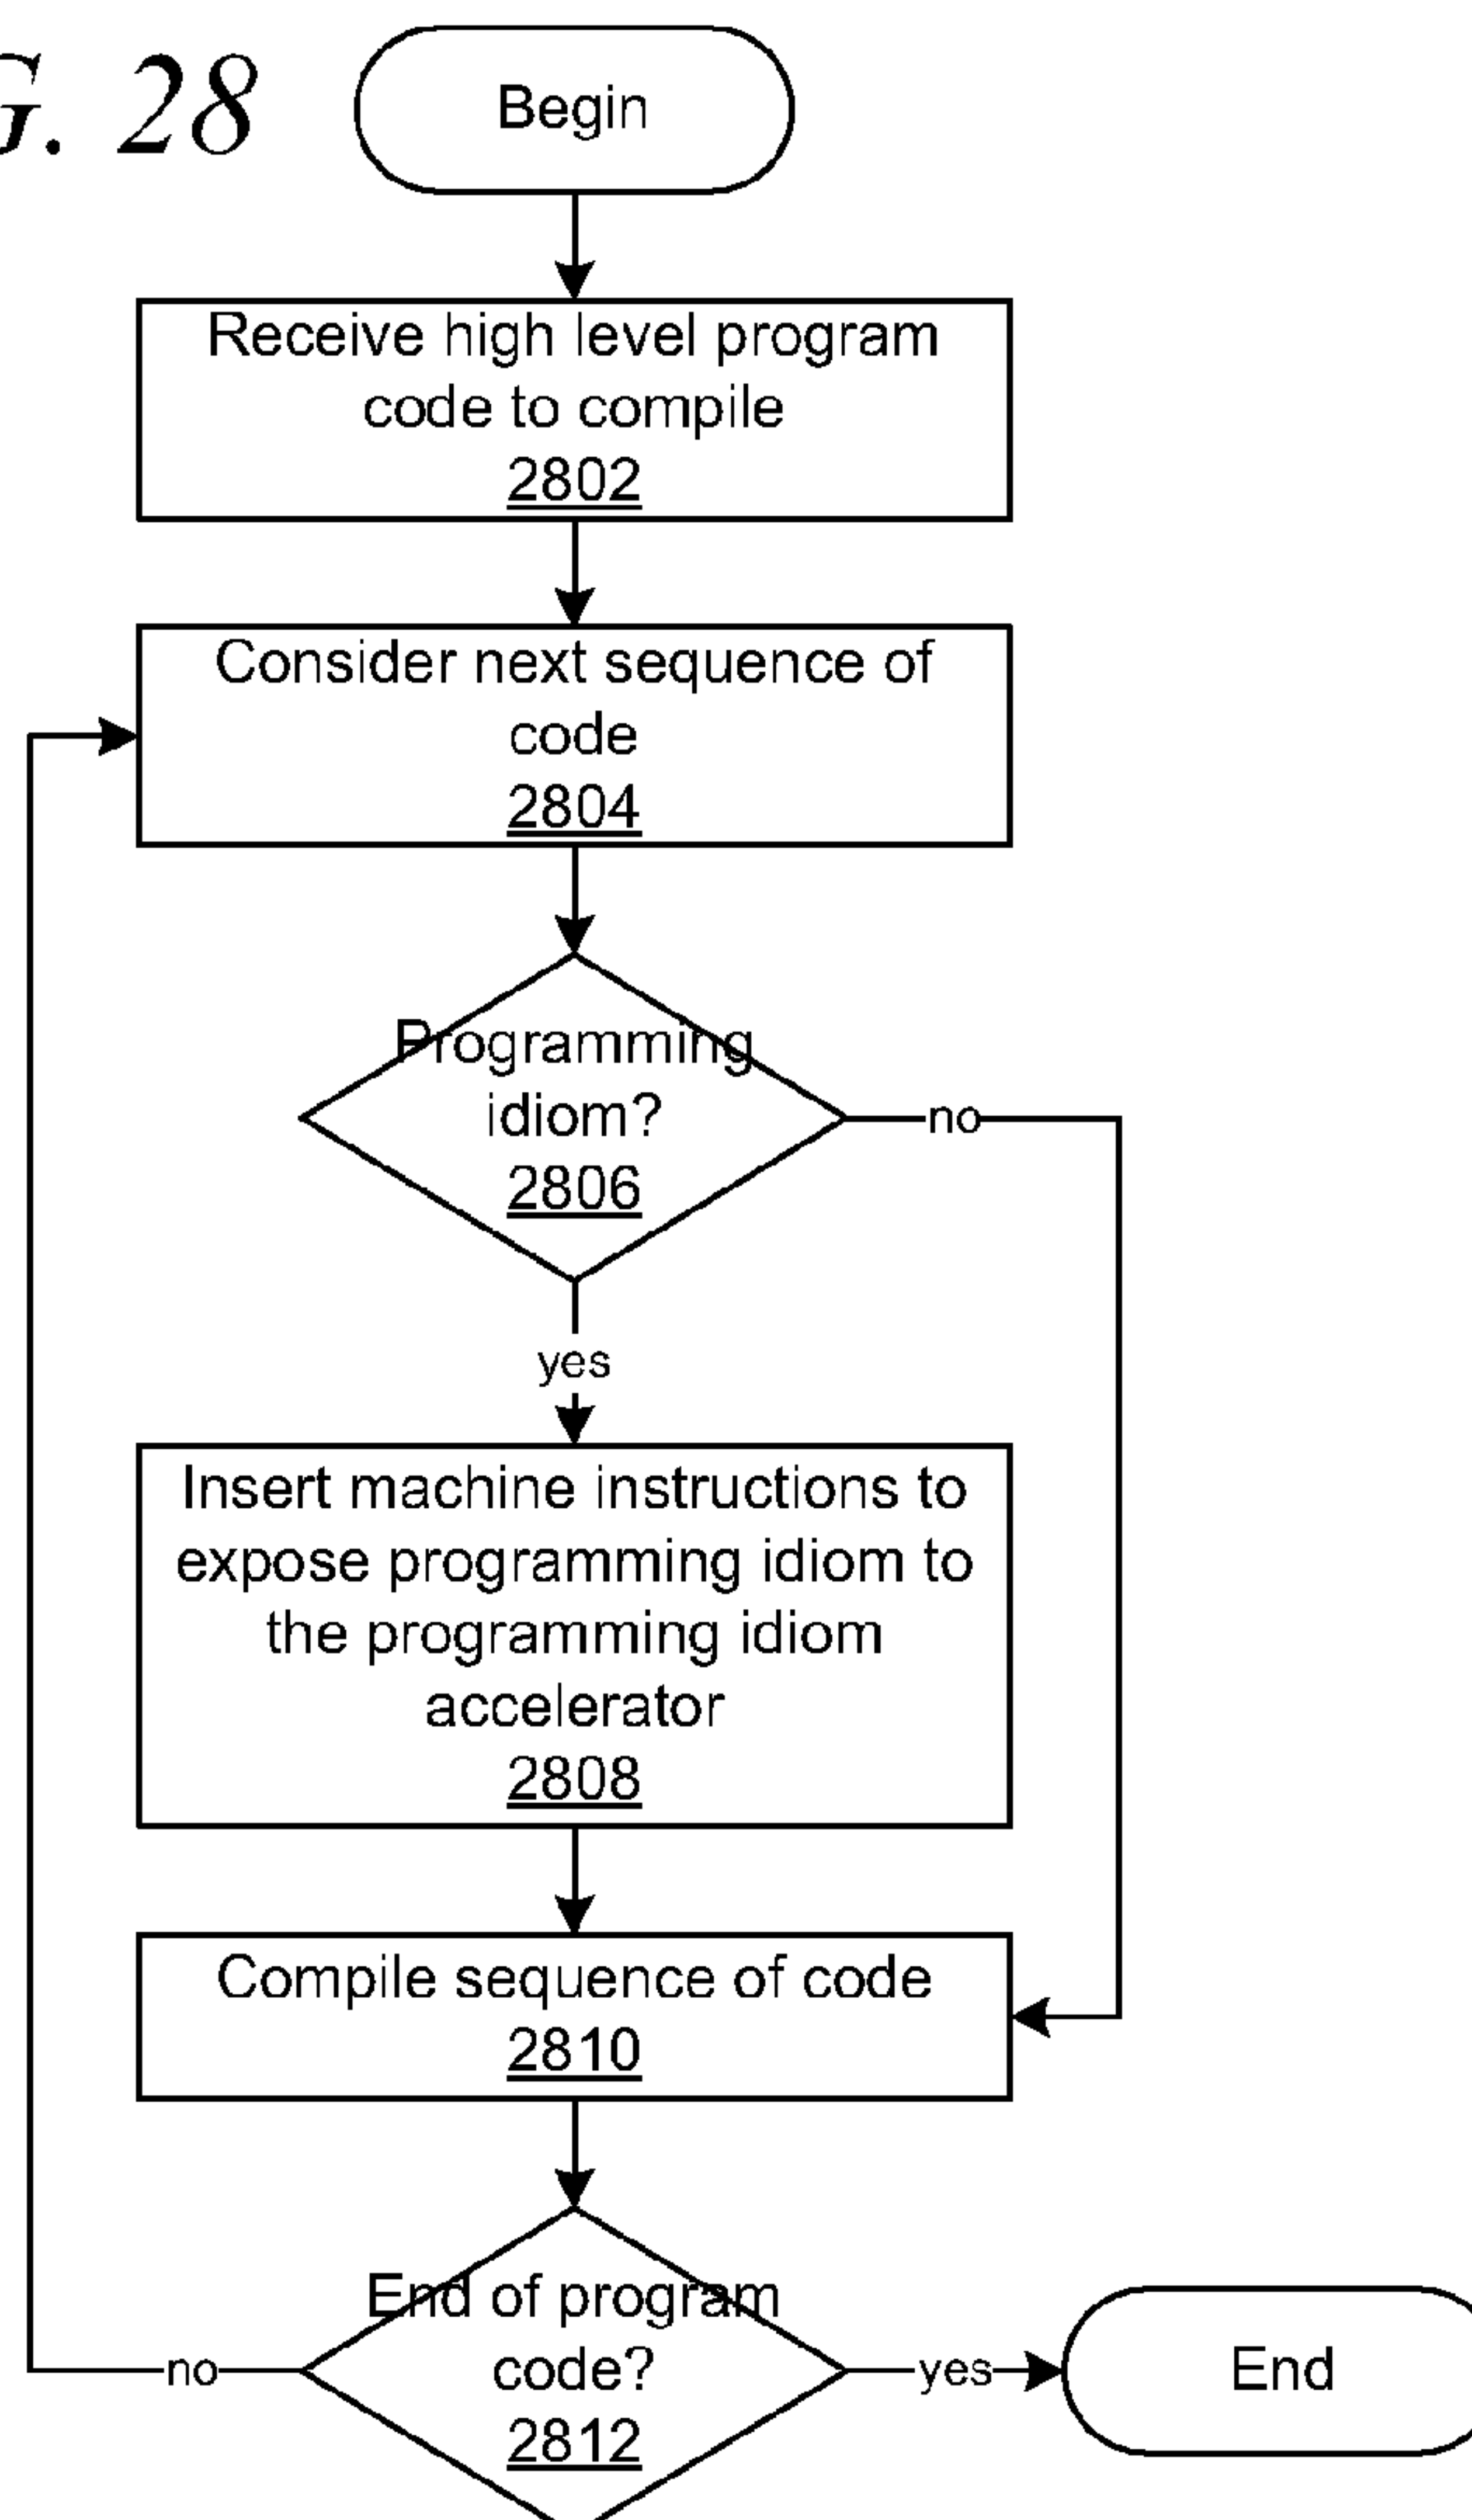 G. 28
Begin
Receive high level program
code to compile
2802
Consider next sequence of
code
2804
Programming
idiom?
2806
no
yes
Insert machine instructions to
expose programming idiom to
the programming idiom
accelerator
2808
Compile sequence of code
2810
End of program
code?
2812
no
yes
End